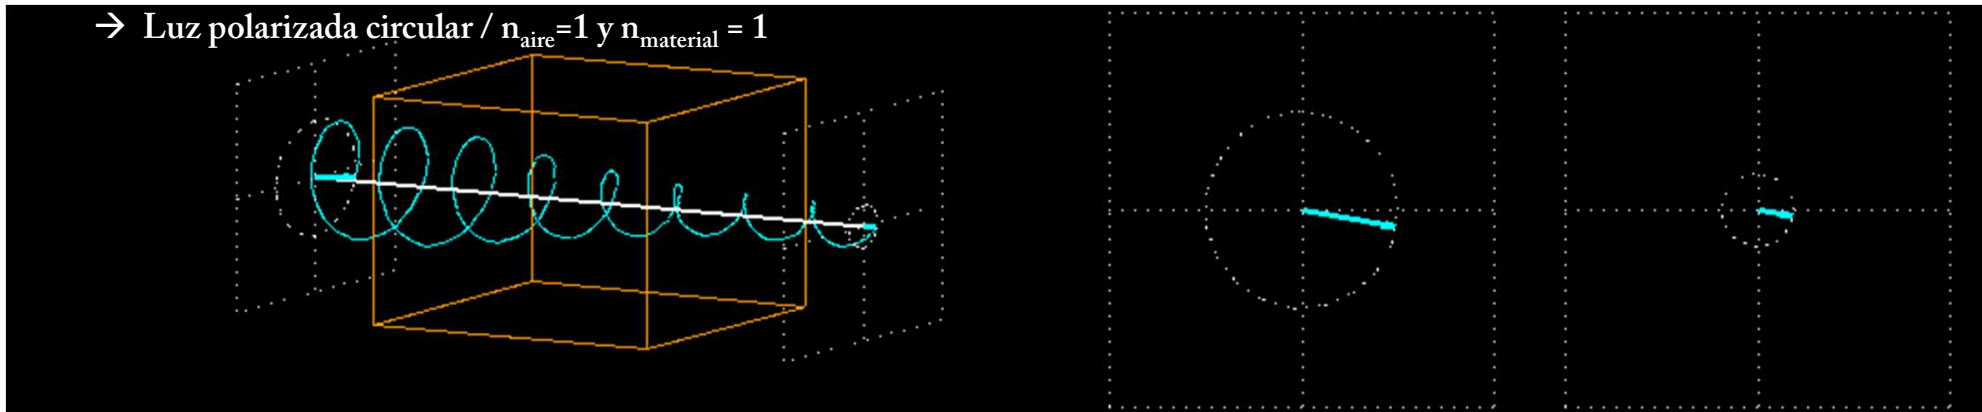 → Luz polarizada circular / naire=1 y nmaterial = 1